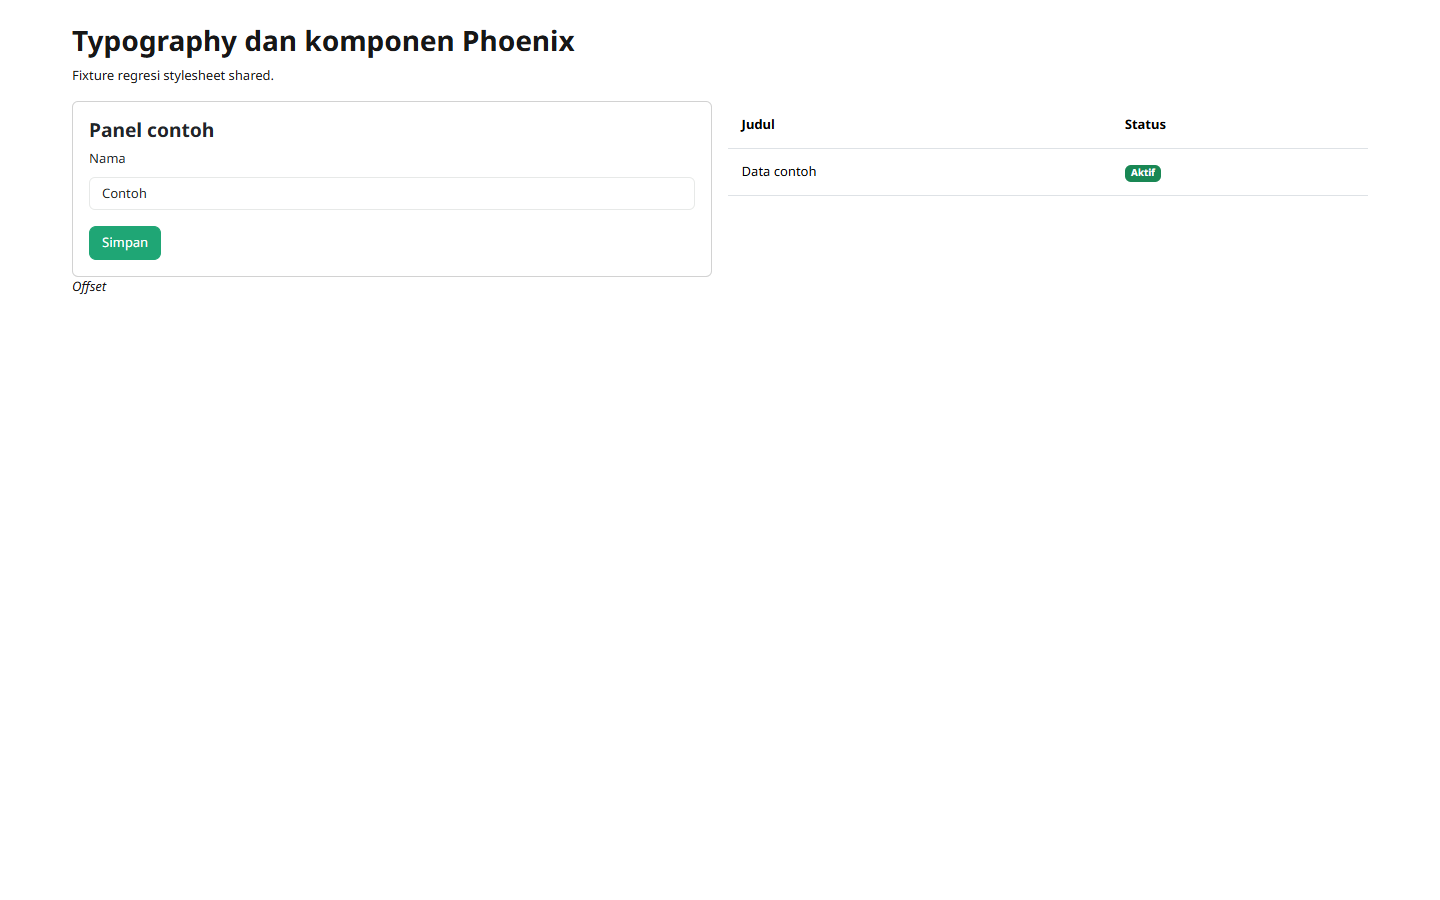 Typography dan komponen Phoenix
Fixture regresi stylesheet shared.
Panel contoh
Nama
Contoh
Simpan
Offset
Judul Status
Data contoh Aktif